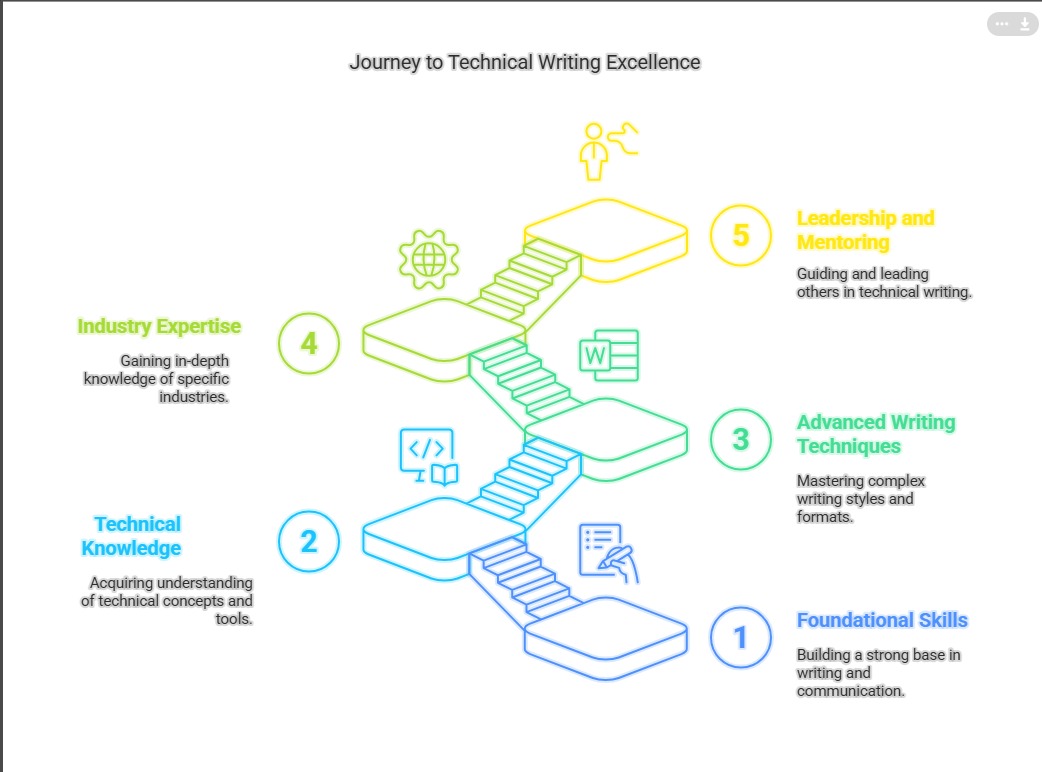 Journey to Technical Writing Excellence
5
Leadership and
Mentoring
Guiding and leading
others in technical writing.
Industry Expertise
4
Gaining in-depth
knowledge of specific
industries.
W
3
Advanced Writing
Techniques
Mastering complex
writing styles and
formats.
</>
Technical
Knowledge
2
Acquiring understanding
of technical concepts and
tools.
1
Foundational Skills
Building a strong base in
writing and
communication.